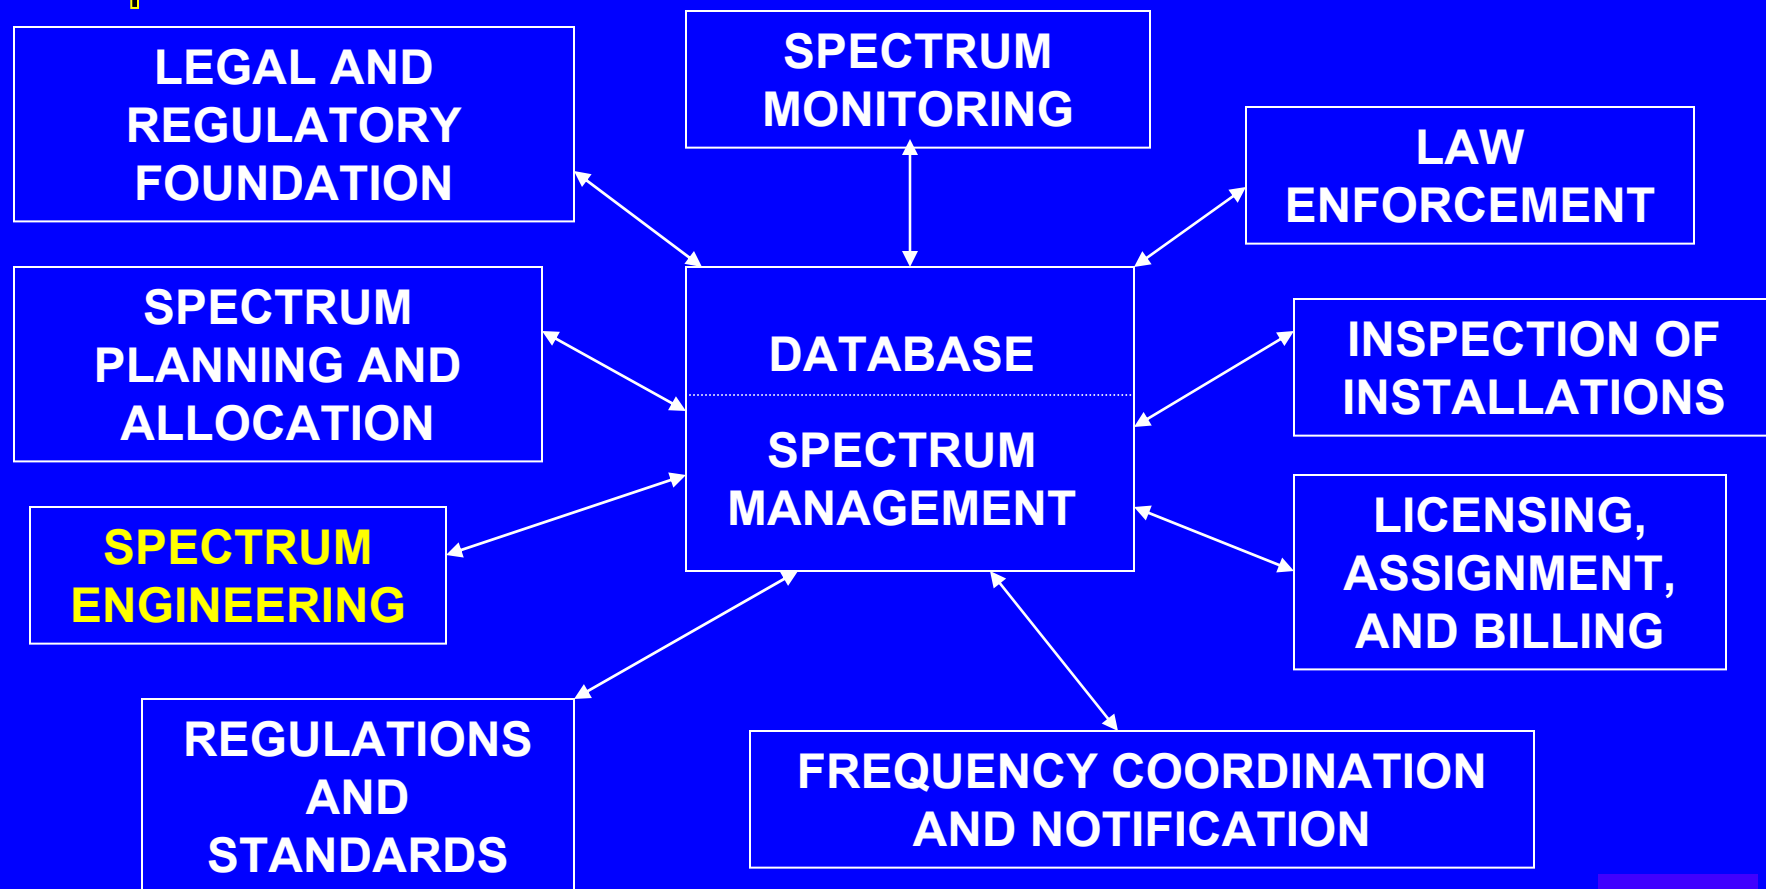 LEGAL AND
REGULATORY
FOUNDATION
SPECTRUM
MONITORING
LAW
ENFORCEMENT
SPECTRUM
PLANNING AND
ALLOCATION
DATABASE
SPECTRUM
MANAGEMENT
INSPECTION OF
INSTALLATIONS
SPECTRUM
ENGINEERING
LICENSING,
ASSIGNMENT,
AND BILLING
REGULATIONS
AND
STANDARDS
FREQUENCY COORDINATION
AND NOTIFICATION